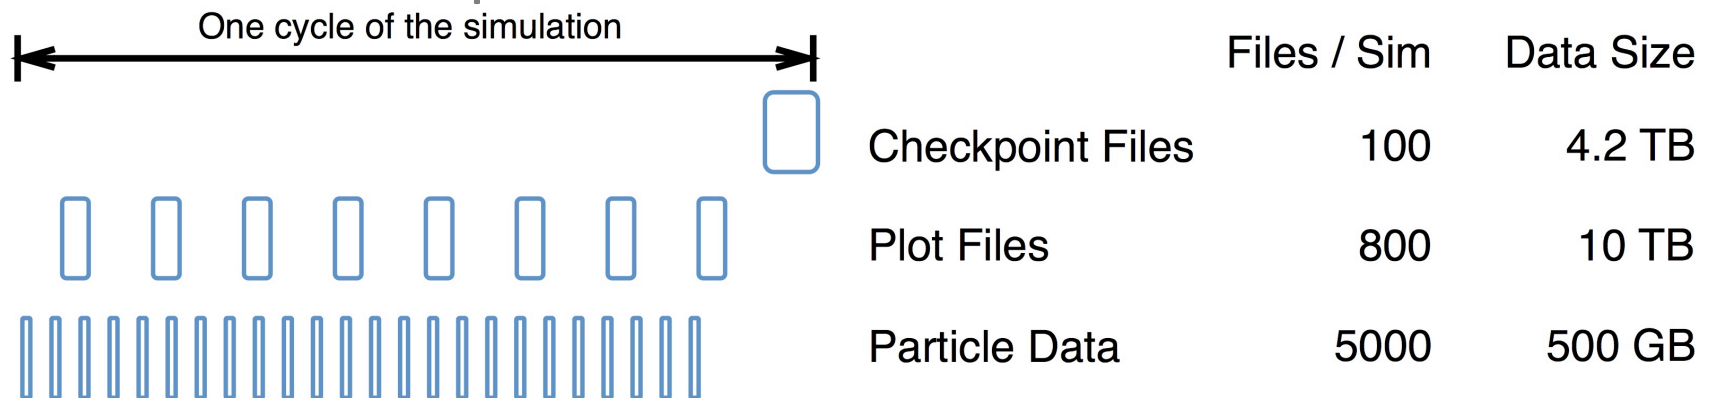 One cycle of the simulation
Files / Sim Data Size
Checkpoint Files 100 4.2 TB
Plot Files 800 10 TB
Particle Data 5000 500 GB